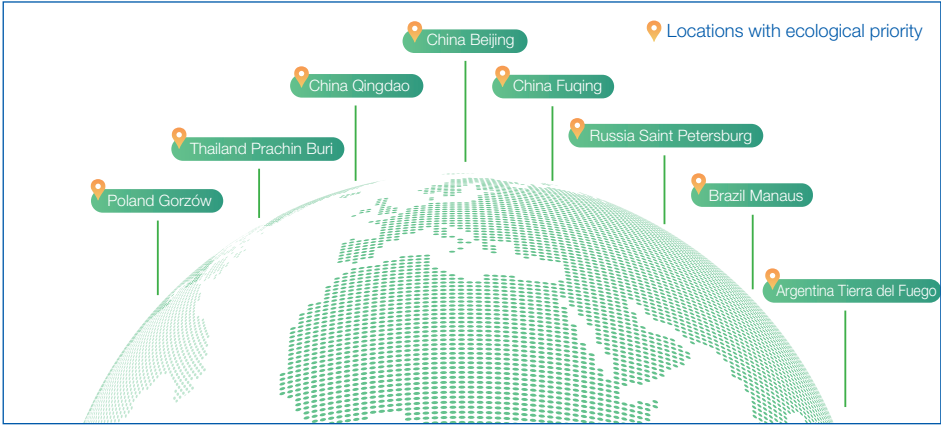 Locations with ecological priority
China Beijing
China Qingdao
China Fuqing
Thailand Prachin Buri
Russia Saint Petersburg
Poland Gorzów
Brazil Manaus
Argentina Tierra del Fuego